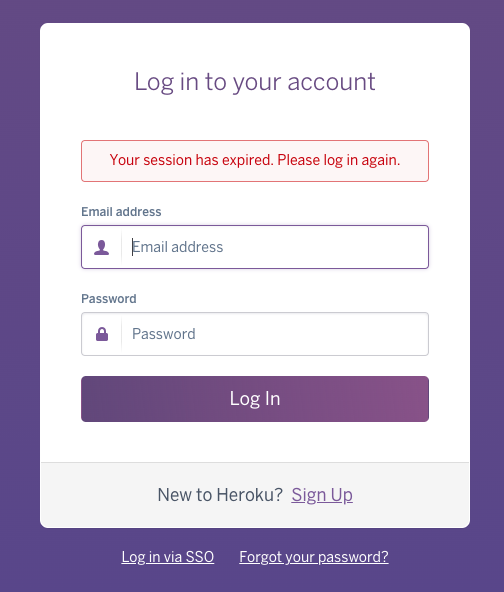 Log in to your account
Your session has expired. Please log in again.
Email address
Email address
Password
Password
Log In
New to Heroku? Sign Up
Log in via SSO Forgot your password?